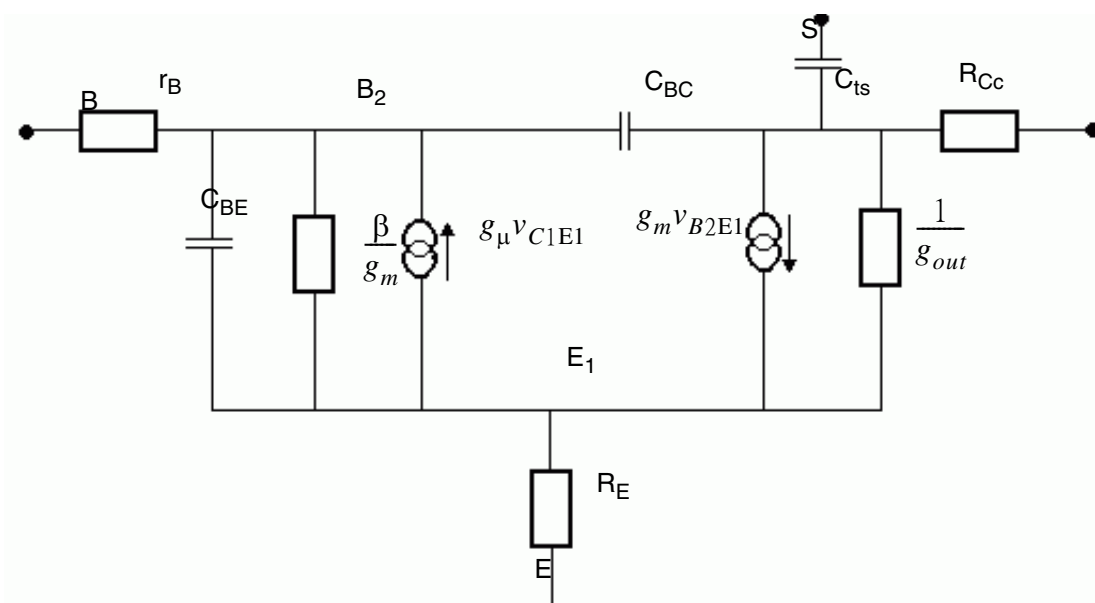 S
r_B
B
B_2
C_BC
C_ts
R_Cc
C_BE
β/g_m
g_μ v_C1E1
g_m v_B2E1
1/g_out
E_1
R_E
E